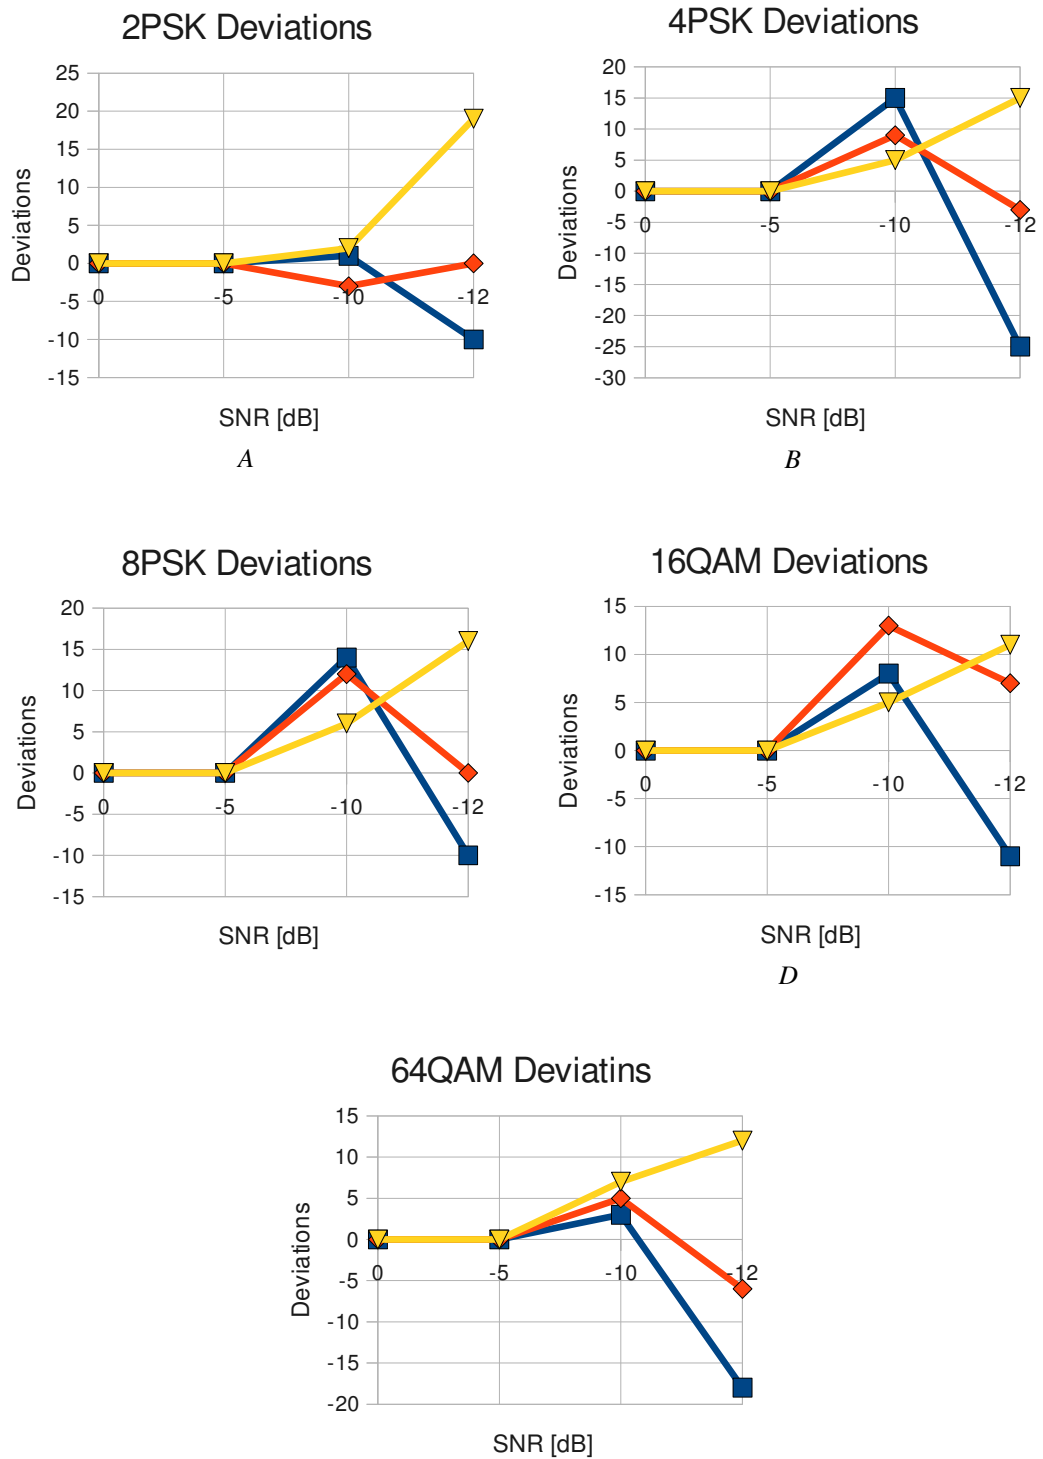 2PSK Deviations
25
20
15
10
5
0
-5
-10
-15
Deviations
0 -5 -10 -12
SNR [dB]
A
4PSK Deviations
20
15
10
5
0
-5
-10
-15
-20
-25
-30
Deviations
0 -5 -10 -12
SNR [dB]
B
8PSK Deviations
20
15
10
5
0
-5
-10
-15
Deviations
0 -5 -10 -12
SNR [dB]
16QAM Deviations
15
10
5
0
-5
-10
-15
Deviations
0 -5 -10 -12
SNR [dB]
D
64QAM Deviatins
15
10
5
0
-5
-10
-15
-20
Deviations
0 -5 -10 -12
SNR [dB]